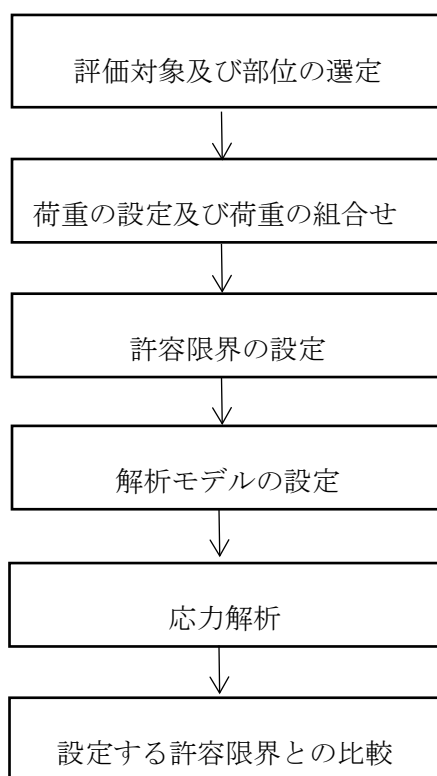 評価対象及び部位の選定
荷重の設定及び荷重の組合せ
許容限界の設定
解析モデルの設定
応力解析
設定する許容限界との比較